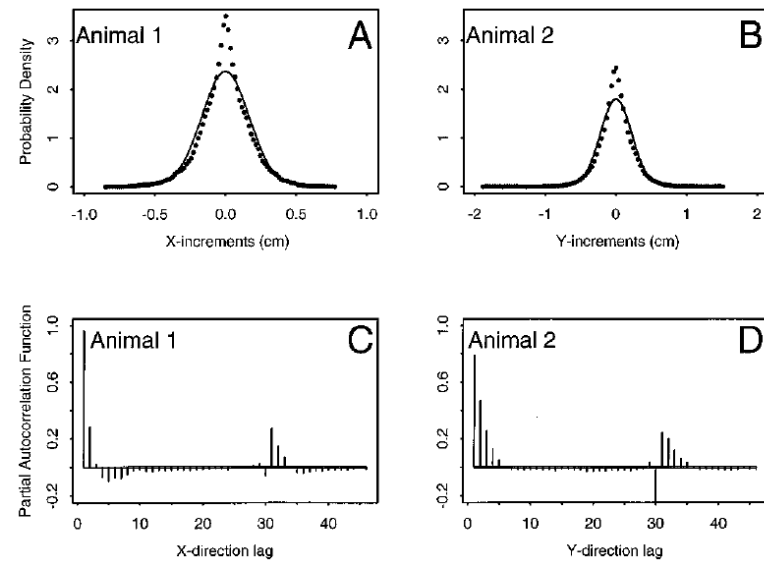 Animal 1
A
Probability Density
3
2
1
0
-1.0 -0.5 0.0 0.5 1.0
X-increments (cm)
Animal 2
B
3
2
1
0
-2 -1 0 1 2
Y-increments (cm)
Animal 1
C
Partial Autocorrelation Function
1.0
0.6
0.2
-0.2
0 10 20 30 40
X-direction lag
Animal 2
D
1.0
0.6
0.2
-0.2
0 10 20 30 40
Y-direction lag